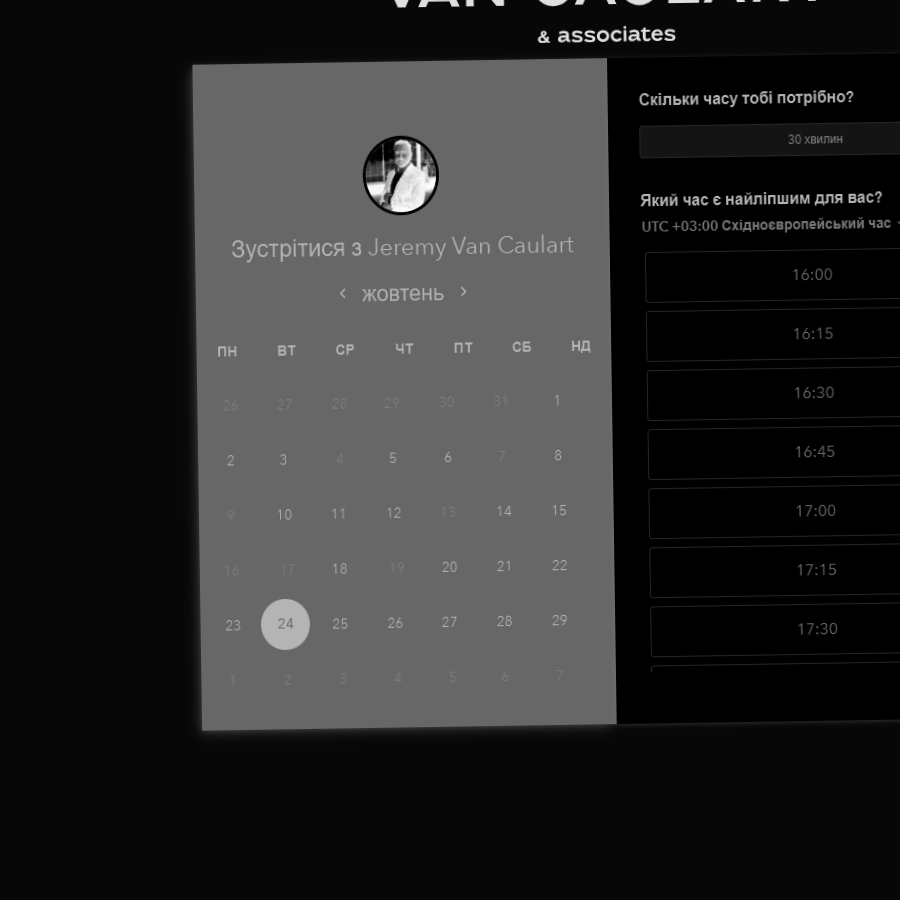 VAN CAULART
& associates
Зустрітися з Jeremy Van Caulart
жовтень
ПН ВТ СР ЧТ ПТ СБ НД
26 27 28 29 30 31 1
2 3 4 5 6 7 8
9 10 11 12 13 14 15
16 17 18 19 20 21 22
23 24 25 26 27 28 29
1 2 3 4 5 6 7
Скільки часу тобі потрібно?
30 хвилин
Який час є найліпшим для вас?
UTC +03:00 Східноєвропейський час
16:00
16:15
16:30
16:45
17:00
17:15
17:30